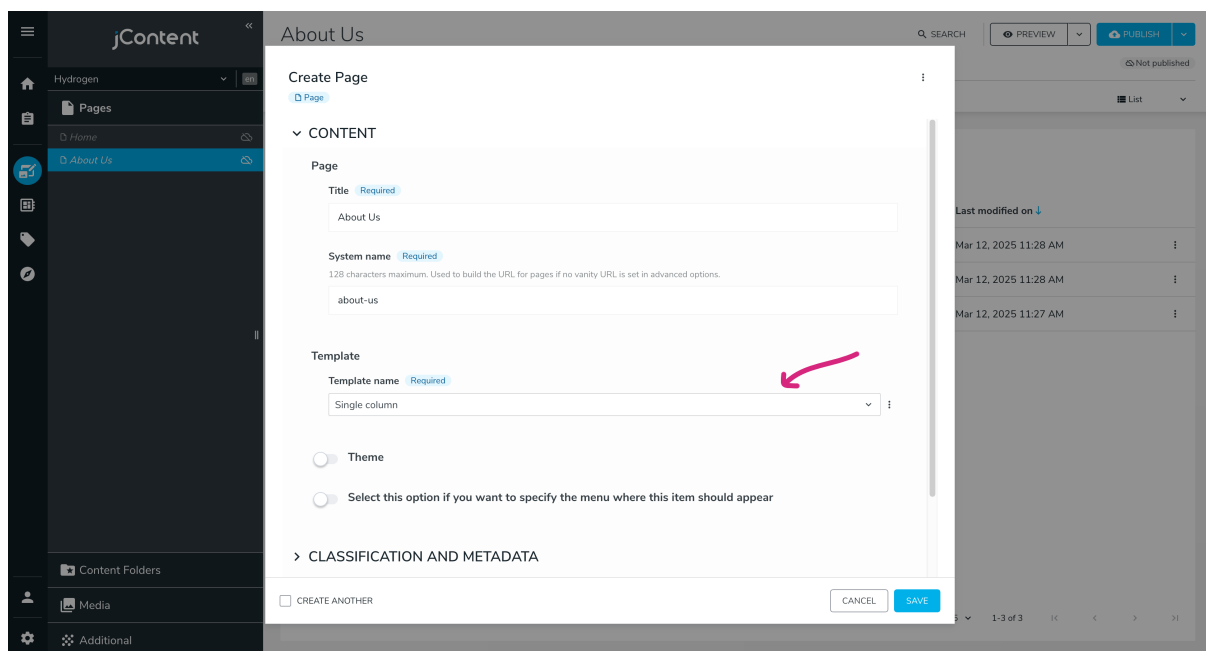 jContent
«
About Us
SEARCH
PREVIEW
PUBLISH
Hydrogen
en
Not published
Pages
List
Home
About Us
Create Page
Page
CONTENT
Page
Title Required
About Us
System name Required
128 characters maximum. Used to build the URL for pages if no vanity URL is set in advanced options.
about-us
Template
Template name Required
Single column
Theme
Select this option if you want to specify the menu where this item should appear
CLASSIFICATION AND METADATA
CREATE ANOTHER
CANCEL
SAVE
Last modified on ↓
Mar 12, 2025 11:28 AM
Mar 12, 2025 11:28 AM
Mar 12, 2025 11:27 AM
1-3 of 3
Content Folders
Media
Additional